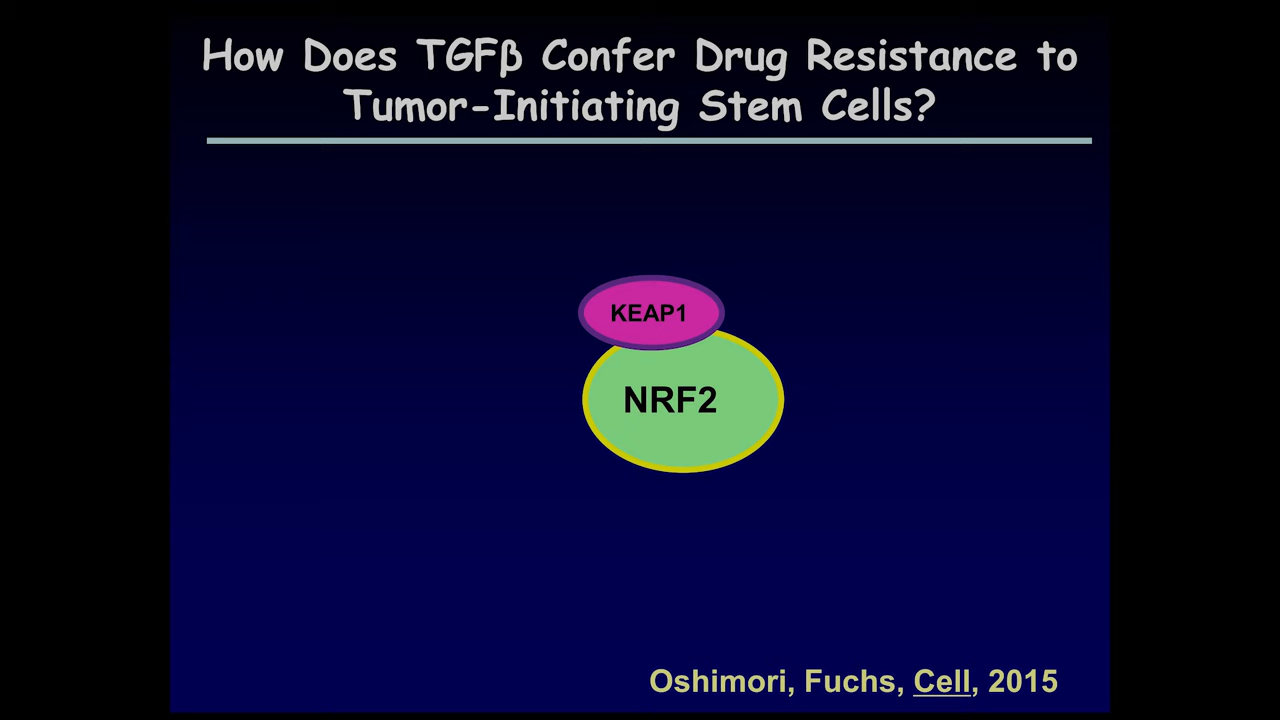 How Does TGFβ Confer Drug Resistance to
Tumor-Initiating Stem Cells?
KEAP1
NRF2
Oshimori, Fuchs, Cell, 2015